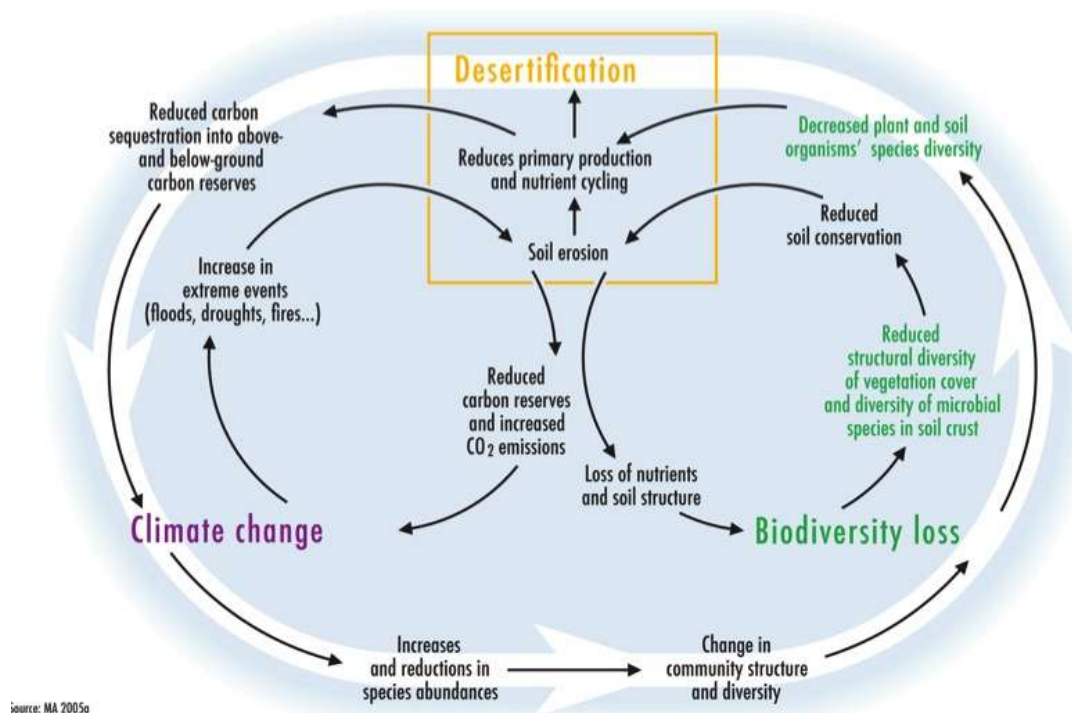 Desertification
Reduced carbon
sequestration into above-
and below-ground
carbon reserves
Reduces primary production
and nutrient cycling
Decreased plant and soil
organisms' species diversity
Reduced
soil conservation
Soil erosion
Increase in
extreme events
(floods, droughts, fires...)
Reduced
structural diversity
of vegetation cover
and diversity of microbial
species in soil crust
Reduced
carbon reserves
and increased
CO₂ emissions
Loss of nutrients
and soil structure
Climate change
Biodiversity loss
Increases
and reductions in
species abundances
Change in
community structure
and diversity
Source: MA 2005a